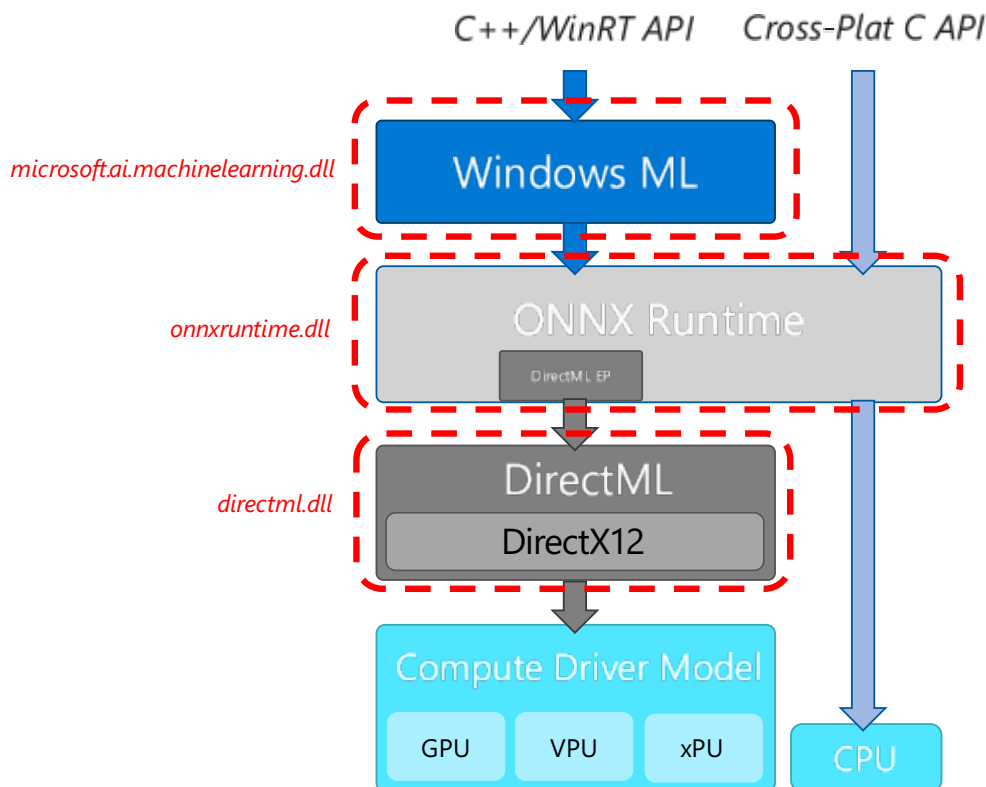 C++/WinRT API
Cross-Plat C API
microsoft.ai.machinelearning.dll
Windows ML
onnxruntime.dll
ONNX Runtime
DirectML EP
directml.dll
DirectML
DirectX12
Compute Driver Model
GPU
VPU
xPU
CPU